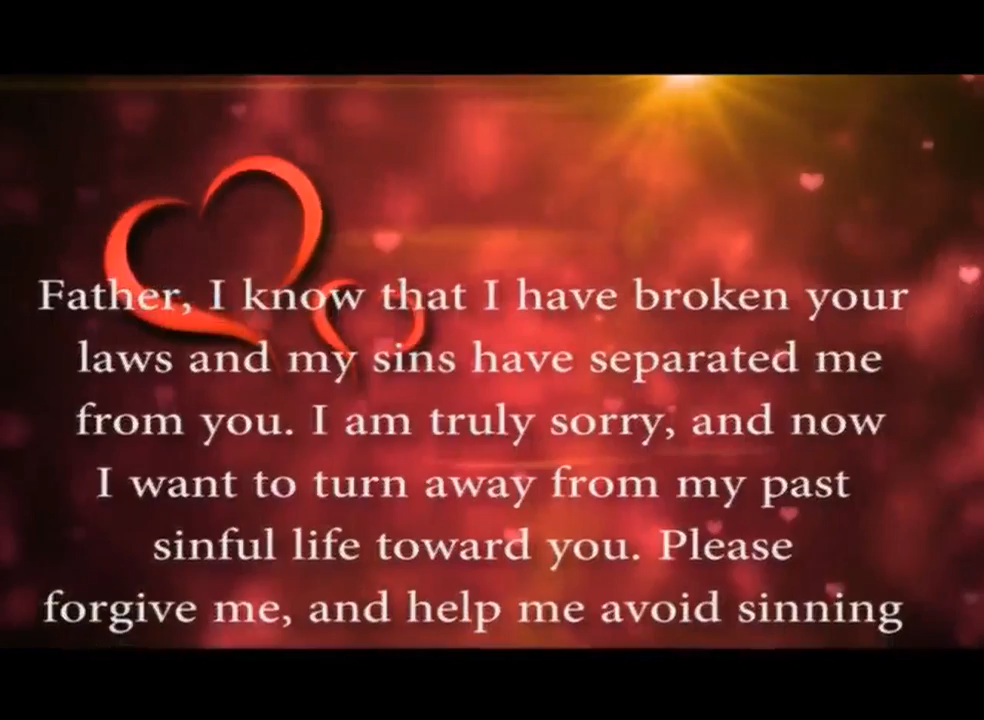 Father, I know that I have broken your
laws and my sins have separated me
from you. I am truly sorry, and now
I want to turn away from my past
sinful life toward you. Please
forgive me, and help me avoid sinning